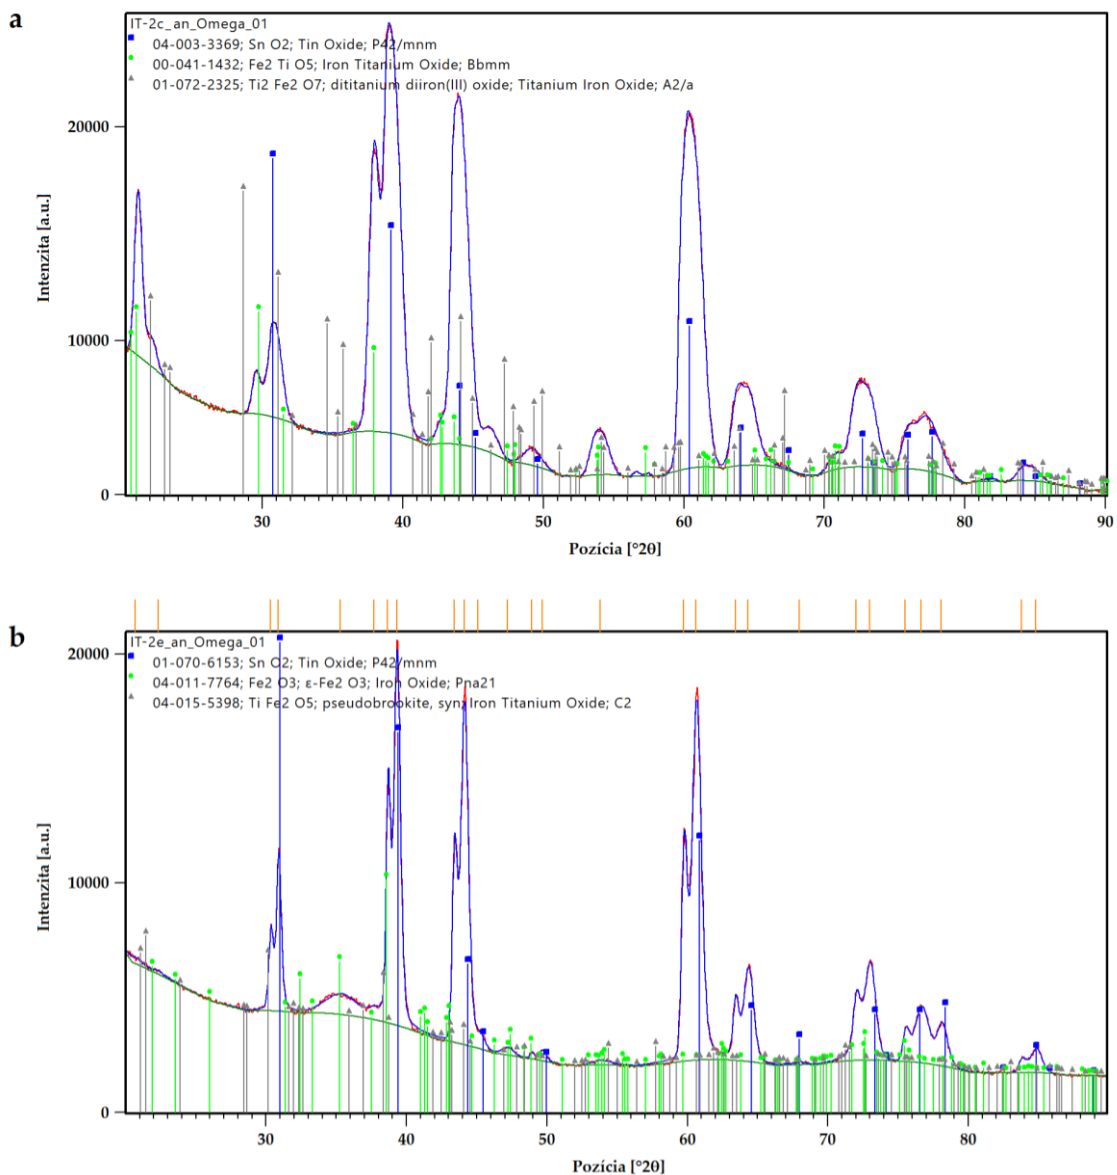 a
IT-2c_an_Omega_01
04-003-3369; Sn O2; Tin Oxide; P42/mnm
00-041-1432; Fe2 Ti O5; Iron Titanium Oxide; Bbmm
01-072-2325; Ti2 Fe2 O7; dititanium diiron(III) oxide; Titanium Iron Oxide; A2/a
20000
10000
0
Intenzita [a.u.]
30 40 50 60 70 80 90
Pozícia [°2θ]
b
IT-2e_an_Omega_01
01-070-6153; Sn O2; Tin Oxide; P42/mnm
04-011-7764; Fe2 O3; ε-Fe2 O3; Iron Oxide; Pna21
04-015-5398; Ti Fe2 O5; pseudobrookite, syn; Iron Titanium Oxide; C2
20000
10000
0
Intenzita [a.u.]
30 40 50 60 70 80
Pozícia [°2θ]